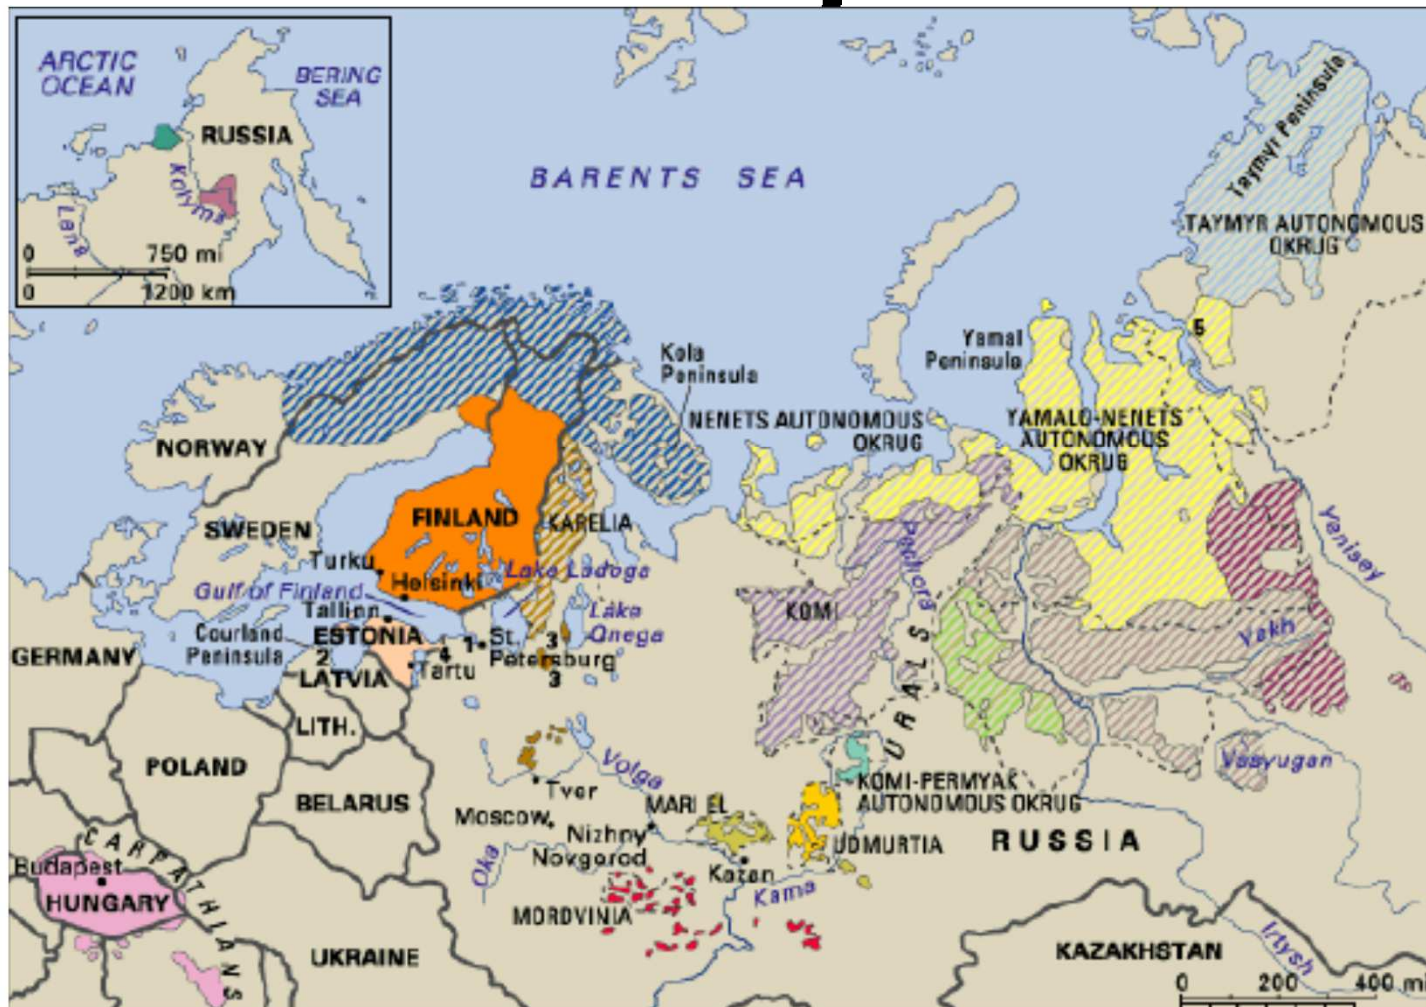 ARCTIC
OCEAN
BERING
SEA
RUSSIA
Kolyma
Lena
0 750 mi
0 1200 km
BARENTS SEA
Taymyr Peninsula
TAYMYR AUTONOMOUS
OKRUG
5
Yamal
Peninsula
Kola
Peninsula
NENETS AUTONOMOUS
OKRUG
YAMALO-NENETS
AUTONOMOUS
OKRUG
NORWAY
SWEDEN
FINLAND
KARELIA
Pechora
Yenisey
Turku
Helsinki
Lake Ladoga
Gulf of Finland
Tallinn
Lake
Onega
KOMI
Courland
Peninsula
ESTONIA
2
4
1
St.
Petersburg
3
3
Tartu
URALS
Vakh
GERMANY
LATVIA
LITH.
POLAND
BELARUS
Volga
Tver
Vasyugan
KOMI-PERMYAK
AUTONOMOUS OKRUG
Moscow
MARI EL
Nizhny
Novgorod
UDMURTIA
RUSSIA
CARPATHIANS
Budapest
HUNGARY
Oka
Kazan
Kama
MORDVINIA
UKRAINE
KAZAKHSTAN
Irtysh
0 200 400 mi